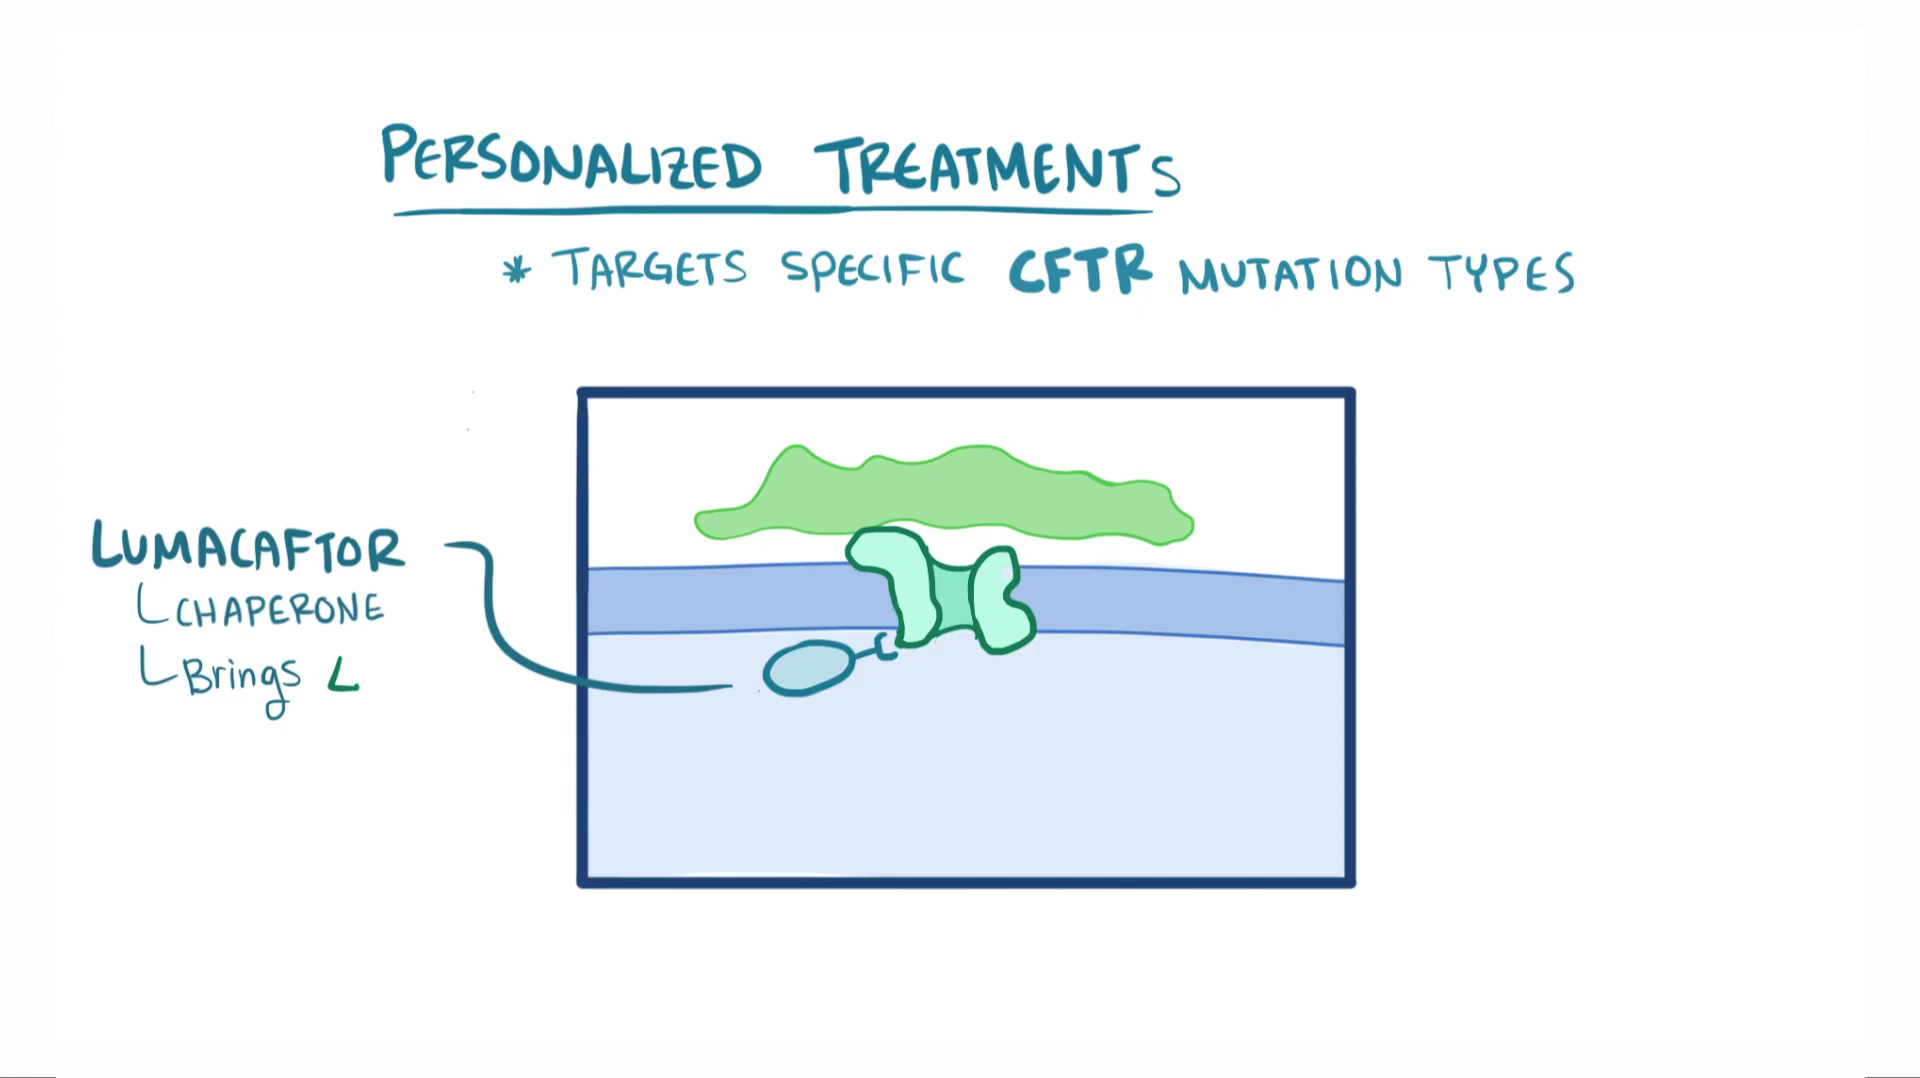 PERSONALIZED TREATMENTS
* TARGETS SPECIFIC CFTR MUTATION TYPES
LUMACAFTOR
CHAPERONE
Brings